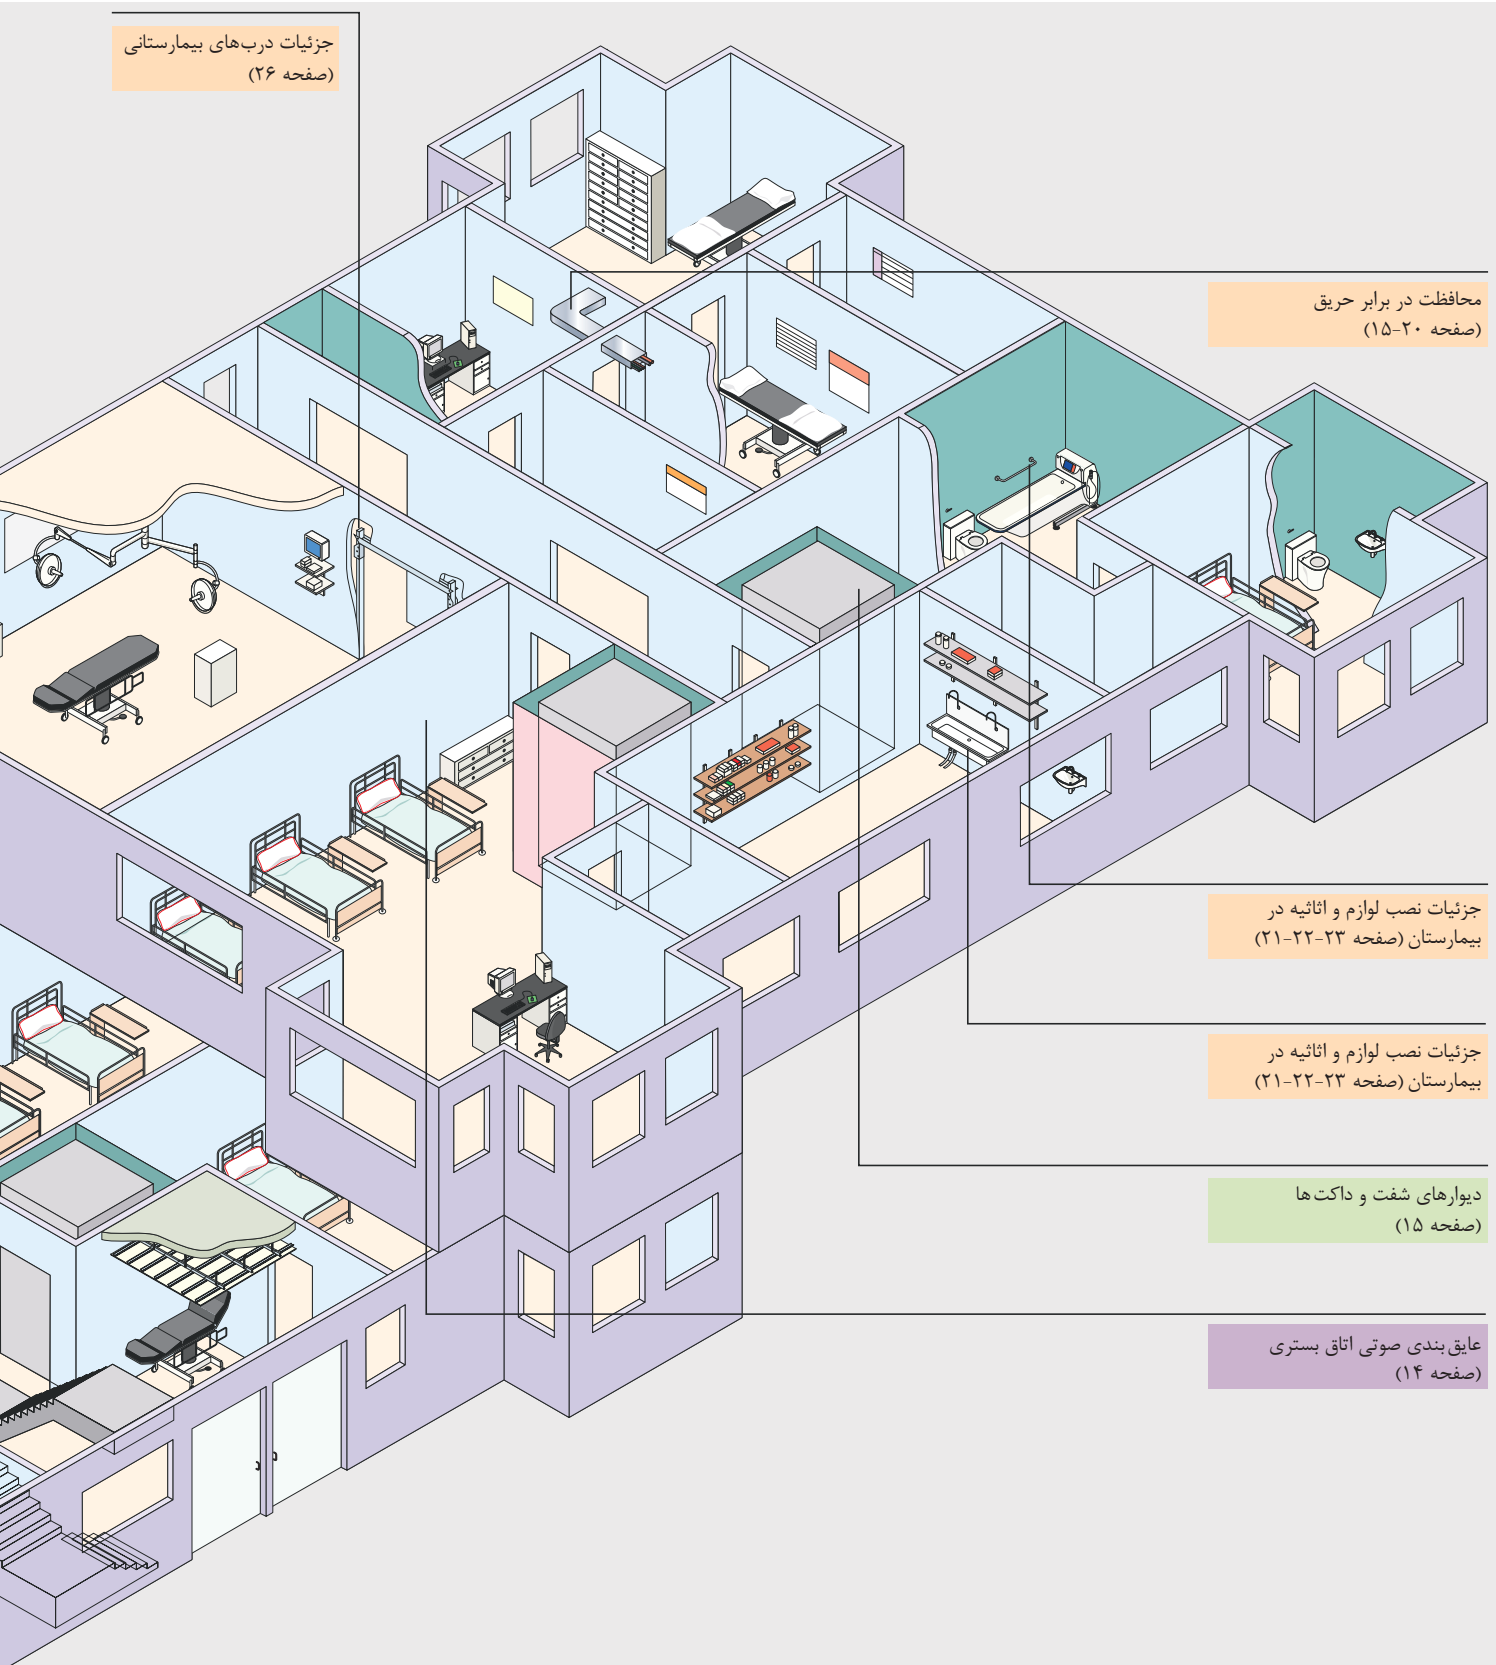 جزئیات درب‌های بیمارستانی
(صفحه ۲۶)
محافظت در برابر حریق
(صفحه ۲۰-۱۵)
جزئیات نصب لوازم و اثاثیه در
بیمارستان (صفحه ۲۳-۲۲-۲۱)
جزئیات نصب لوازم و اثاثیه در
بیمارستان (صفحه ۲۳-۲۲-۲۱)
دیوارهای شفت و داکت‌ها
(صفحه ۱۵)
عایق‌بندی صوتی اتاق بستری
(صفحه ۱۴)